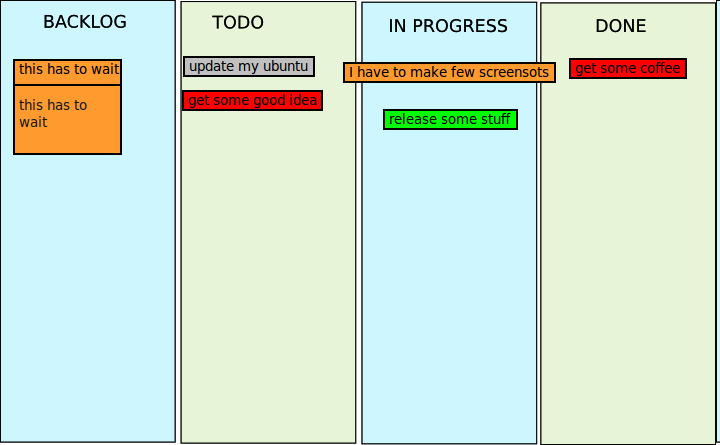 BACKLOG
this has to wait
this has to
wait
TODO
update my ubuntu
get some good idea
IN PROGRESS
I have to make few screensots
release some stuff
DONE
get some coffee